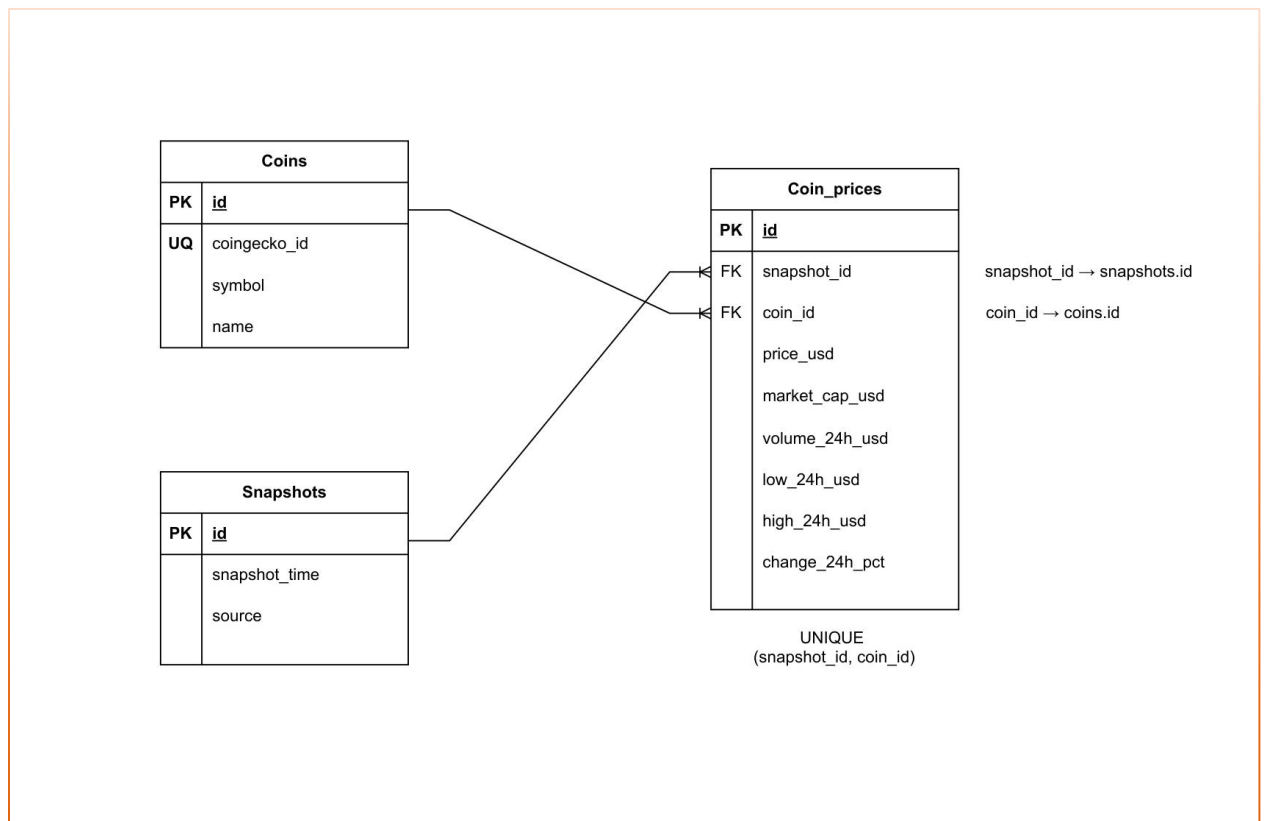 Coins
PK id
UQ coingecko_id
symbol
name
Snapshots
PK id
snapshot_time
source
Coin_prices
PK id
FK snapshot_id
FK coin_id
price_usd
market_cap_usd
volume_24h_usd
low_24h_usd
high_24h_usd
change_24h_pct
UNIQUE
(snapshot_id, coin_id)
snapshot_id → snapshots.id
coin_id → coins.id